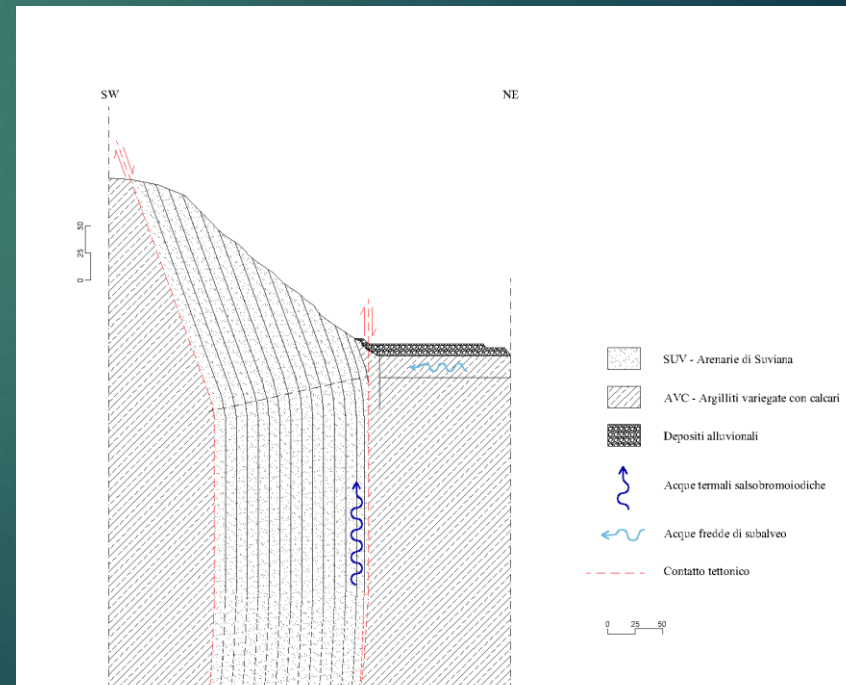 SW
NE
50
25
0
SUV - Arenarie di Suviana
AVC - Argilliti variegate con calcari
Depositi alluvionali
Acque termali salsobromoiodiche
Acque fredde di subalveo
Contatto tettonico
0 25 50